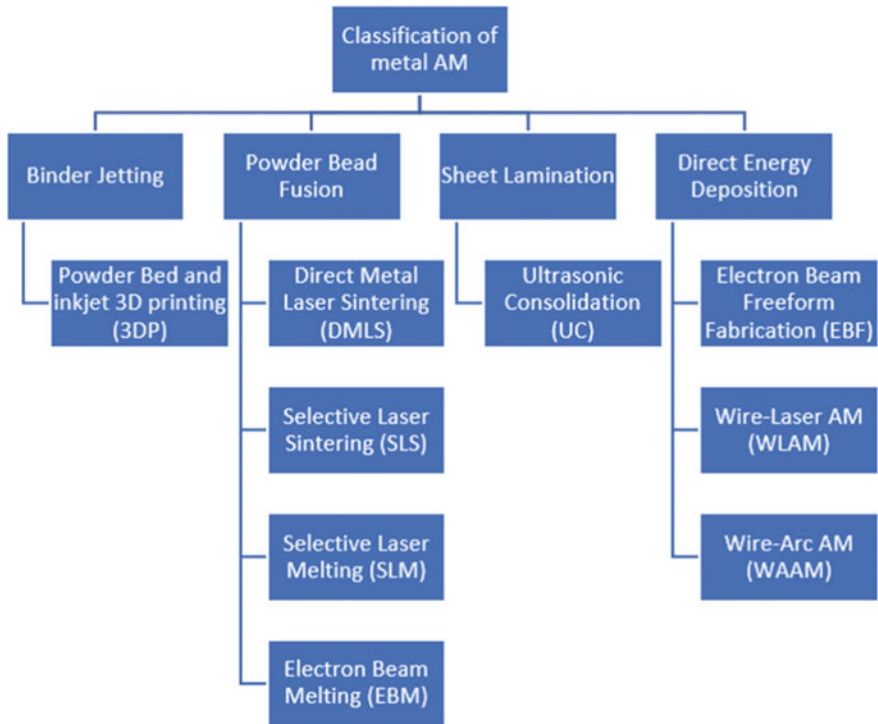 Classification of
metal AM
Binder Jetting
Powder Bead
Fusion
Sheet Lamination
Direct Energy
Deposition
Powder Bed and
inkjet 3D printing
(3DP)
Direct Metal
Laser Sintering
(DMLS)
Ultrasonic
Consolidation
(UC)
Electron Beam
Freeform
Fabrication (EBF)
Selective Laser
Sintering (SLS)
Wire-Laser AM
(WLAM)
Selective Laser
Melting (SLM)
Wire-Arc AM
(WAAM)
Electron Beam
Melting (EBM)